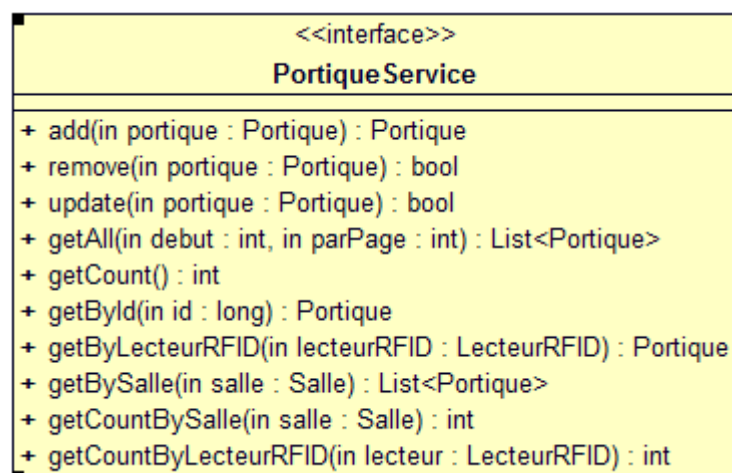 <<interface>>
PortiqueService
+ add(in portique : Portique) : Portique
+ remove(in portique : Portique) : bool
+ update(in portique : Portique) : bool
+ getAll(in debut : int, in parPage : int) : List<Portique>
+ getCount() : int
+ getById(in id : long) : Portique
+ getByLecteurRFID(in lecteurRFID : LecteurRFID) : Portique
+ getBySalle(in salle : Salle) : List<Portique>
+ getCountBySalle(in salle : Salle) : int
+ getCountByLecteurRFID(in lecteur : LecteurRFID) : int